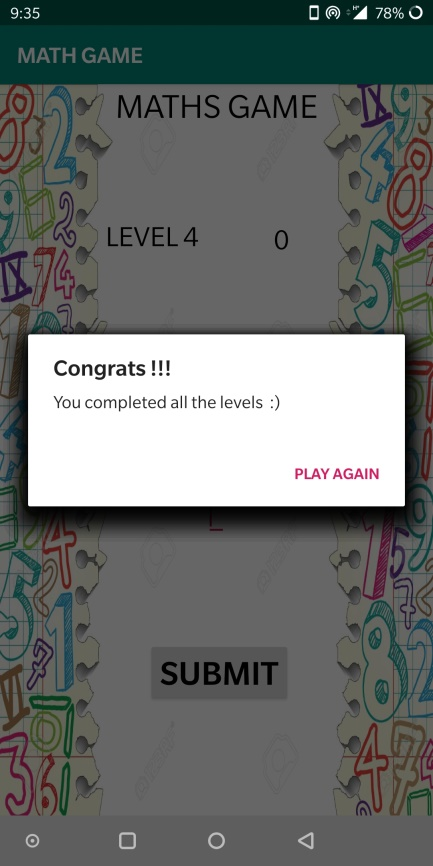 9:35
78%
MATH GAME
MATHS GAME
LEVEL 4
0
Congrats !!!
You completed all the levels :)
PLAY AGAIN
SUBMIT